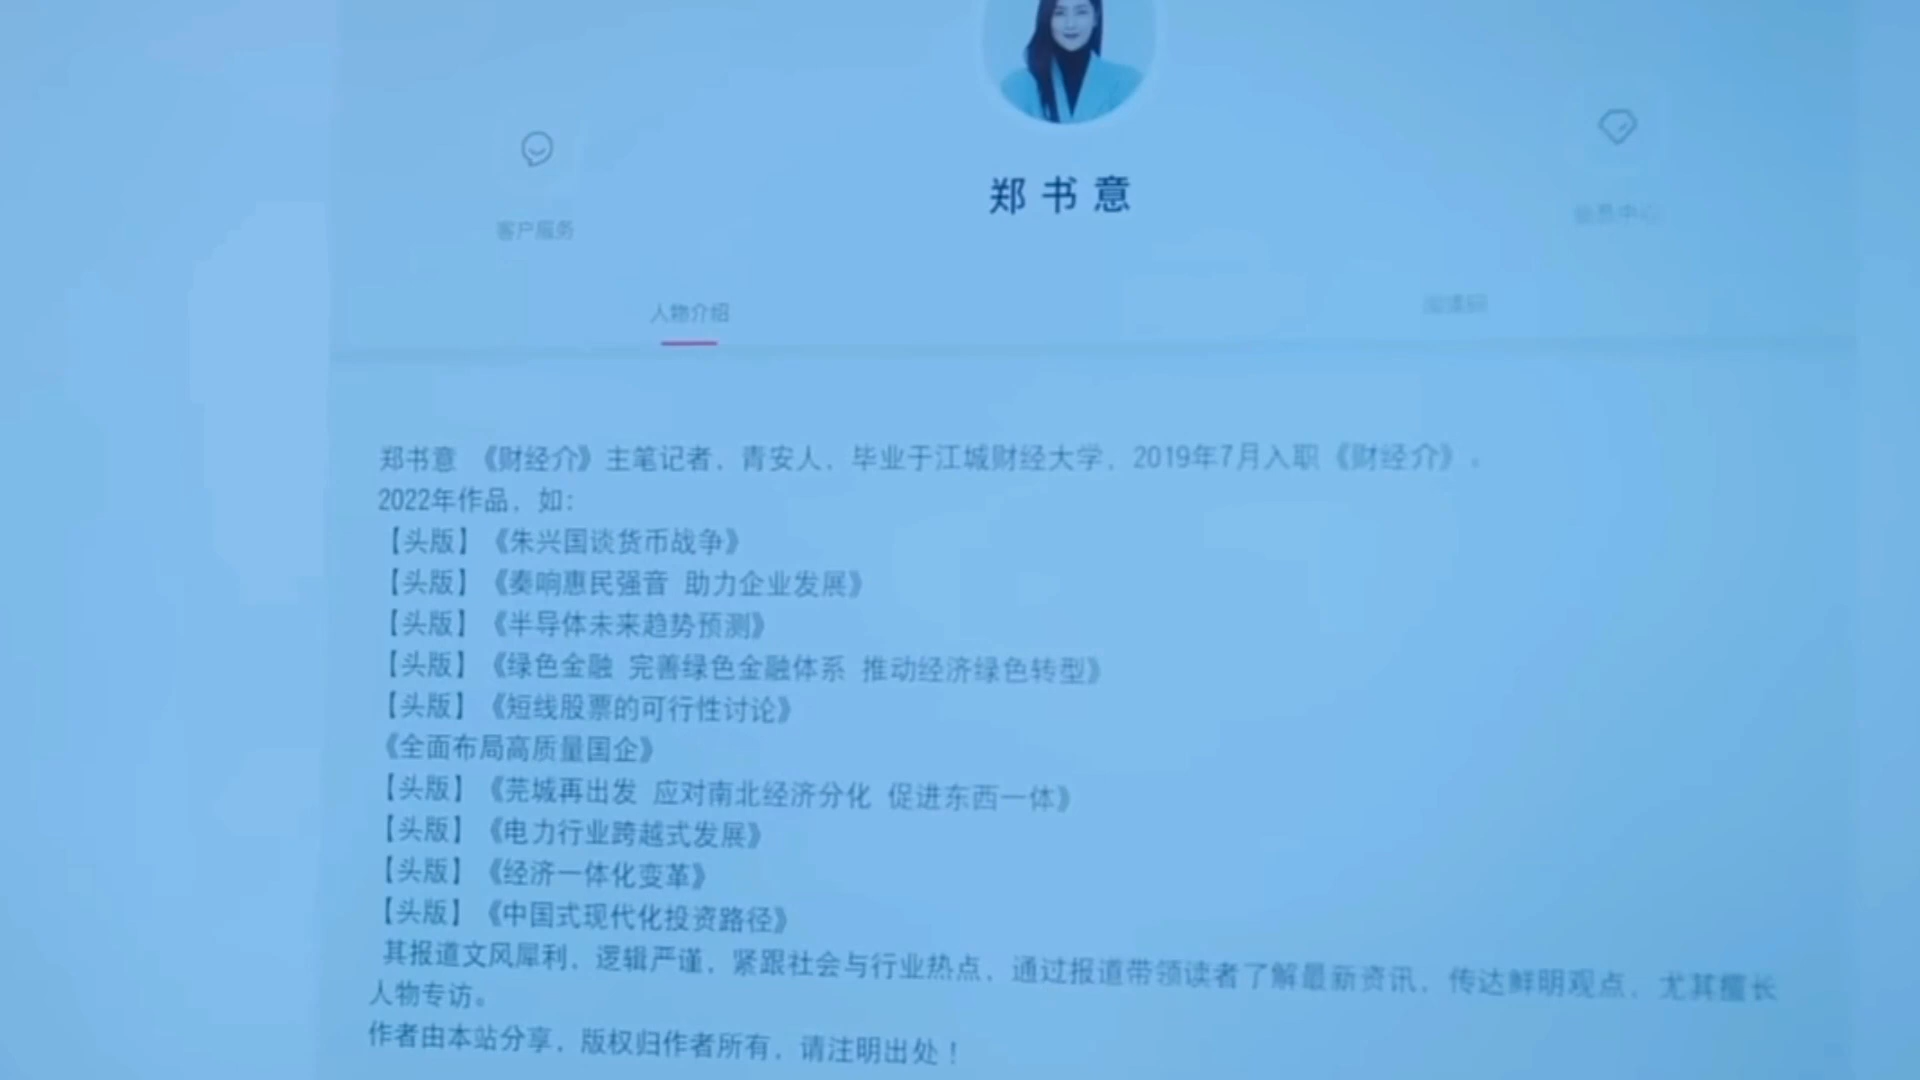 郑书意
客户服务
会员中心
人物介绍
郑书意 《财经介》主笔记者，青安人，毕业于江城财经大学，2019年7月入职《财经介》。
2022年作品，如：
【头版】《朱兴国谈货币战争》
【头版】《奏响惠民强音 助力企业发展》
【头版】《半导体未来趋势预测》
【头版】《绿色金融 完善绿色金融体系 推动经济绿色转型》
【头版】《短线股票的可行性讨论》
《全面布局高质量国企》
【头版】《芜城再出发 应对南北经济分化 促进东西一体》
【头版】《电力行业跨越式发展》
【头版】《经济一体化变革》
【头版】《中国式现代化投资路径》
其报道文风犀利，逻辑严谨，紧跟社会与行业热点，通过报道带领读者了解最新资讯，传达鲜明观点，尤其擅长
人物专访。
作者由本站分享，版权归作者所有，请注明出处！